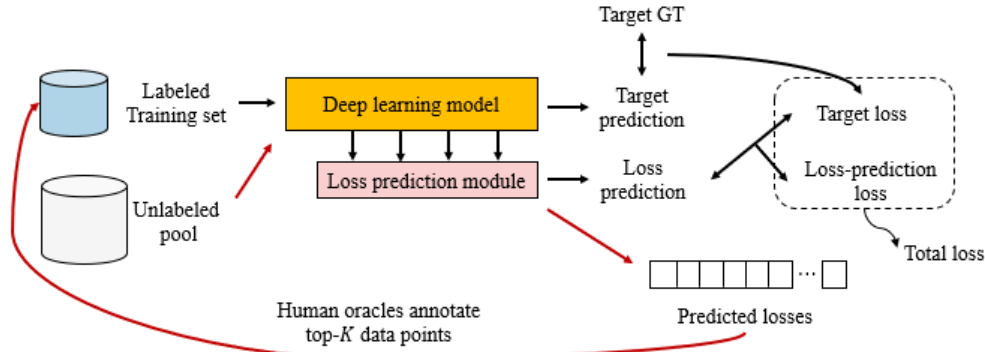 Target GT
Labeled
Training set
Deep learning model
Target
prediction
Target loss
Loss prediction module
Loss
prediction
Loss-prediction
loss
Unlabeled
pool
Total loss
...
Human oracles annotate
top-K data points
Predicted losses